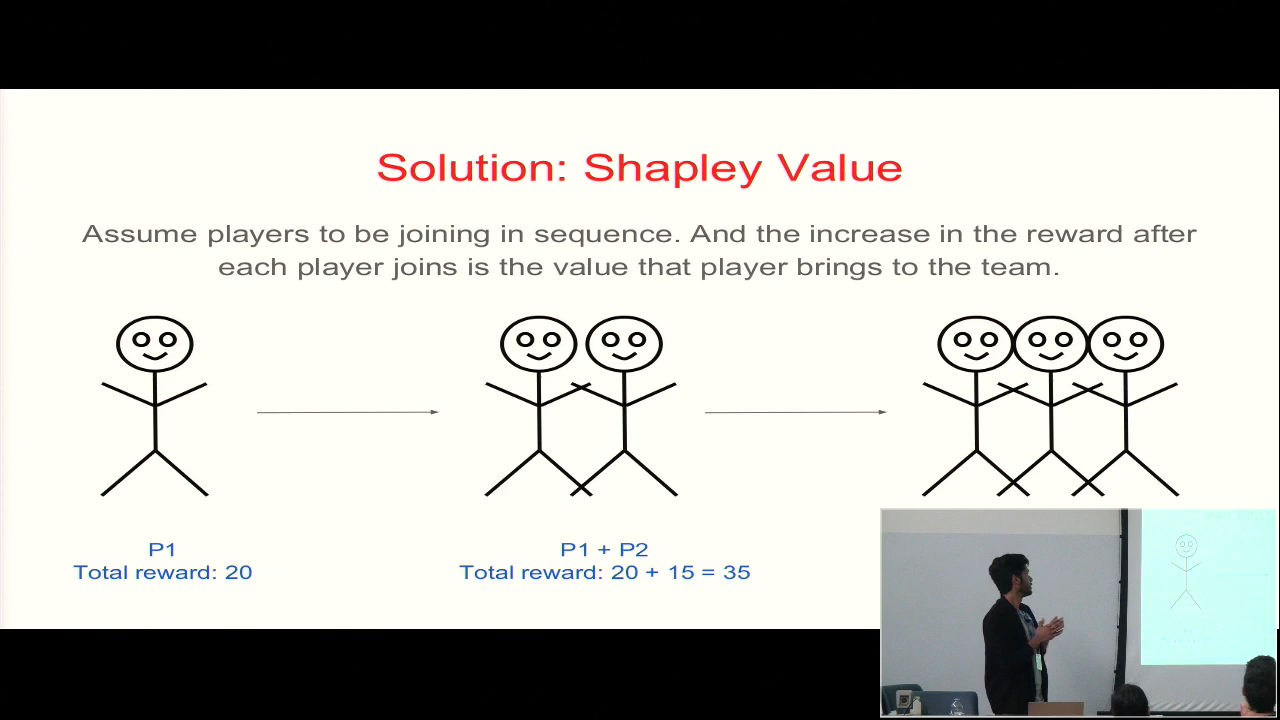 Solution: Shapley Value
Assume players to be joining in sequence. And the increase in the reward after
each player joins is the value that player brings to the team.
P1
Total reward: 20
P1 + P2
Total reward: 20 + 15 = 35